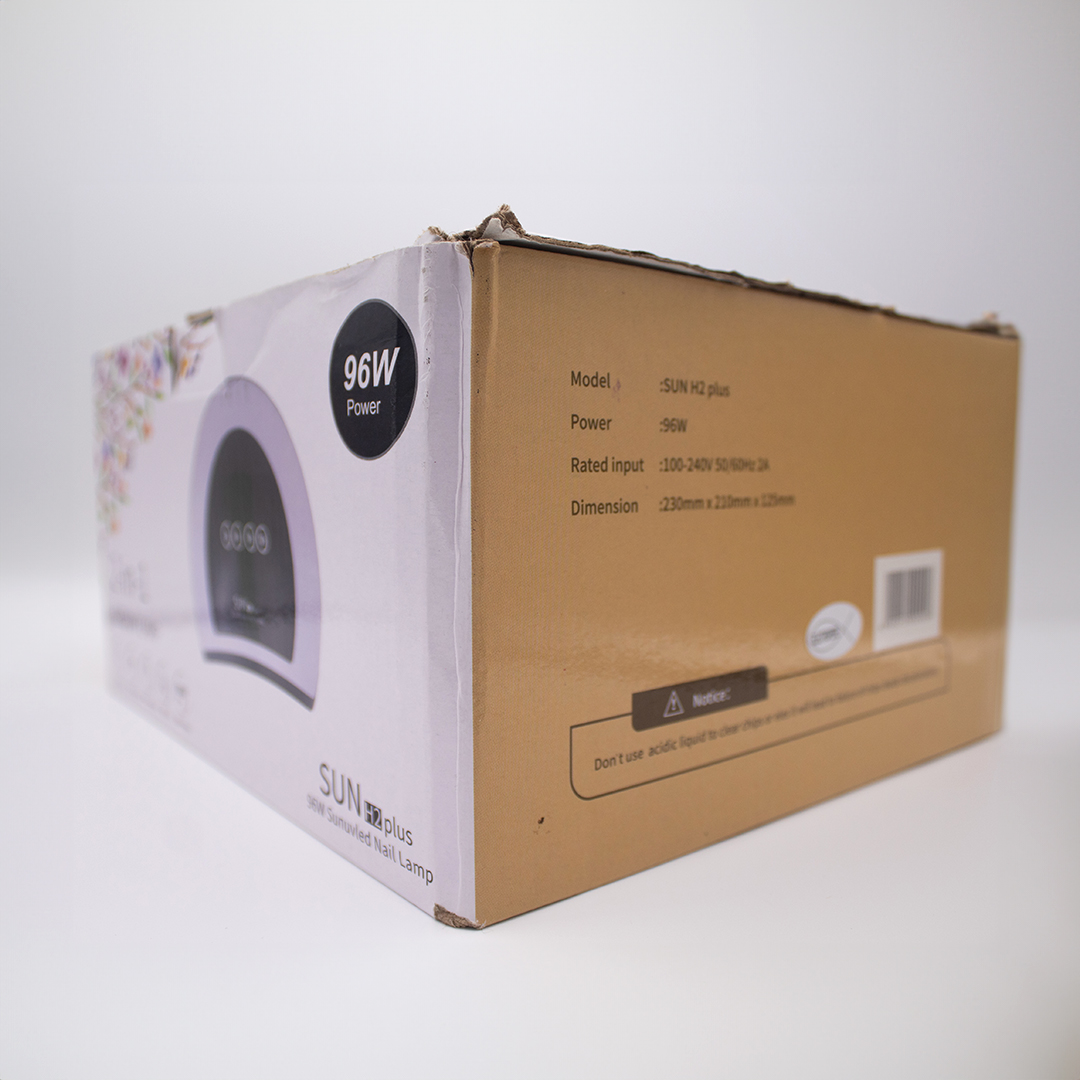 96W
Power
SUN H2 plus
96W Sunuvled Nail Lamp
Model :SUN H2 plus
Power :96W
Rated input :100-240V 50/60Hz 2A
Dimension :230mm x 210mm x 125mm
Notice:
Don't use acidic liquid to clear chips or